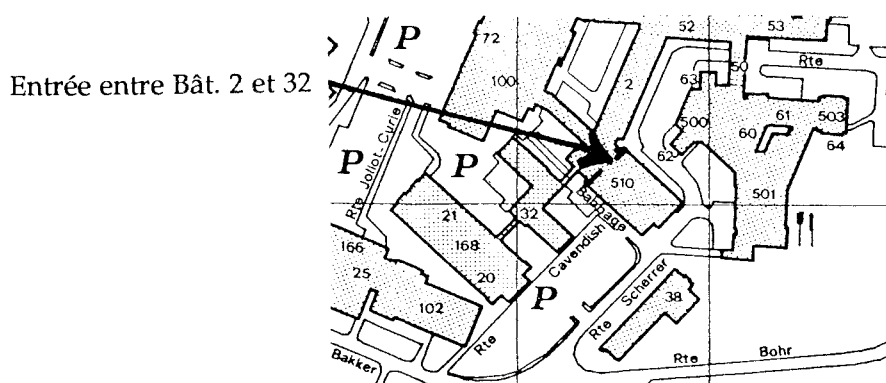 Entrée entre Bât. 2 et 32
P
72
52
53
Rte
100
2
63
50
500
61
503
60
64
62
Rte Joliot-Curie
P
P
510
501
21
32
Babbage
168
166
25
20
Cavendish
Rte
102
P
Rte Scherrer
38
Rte Bohr
Bakker